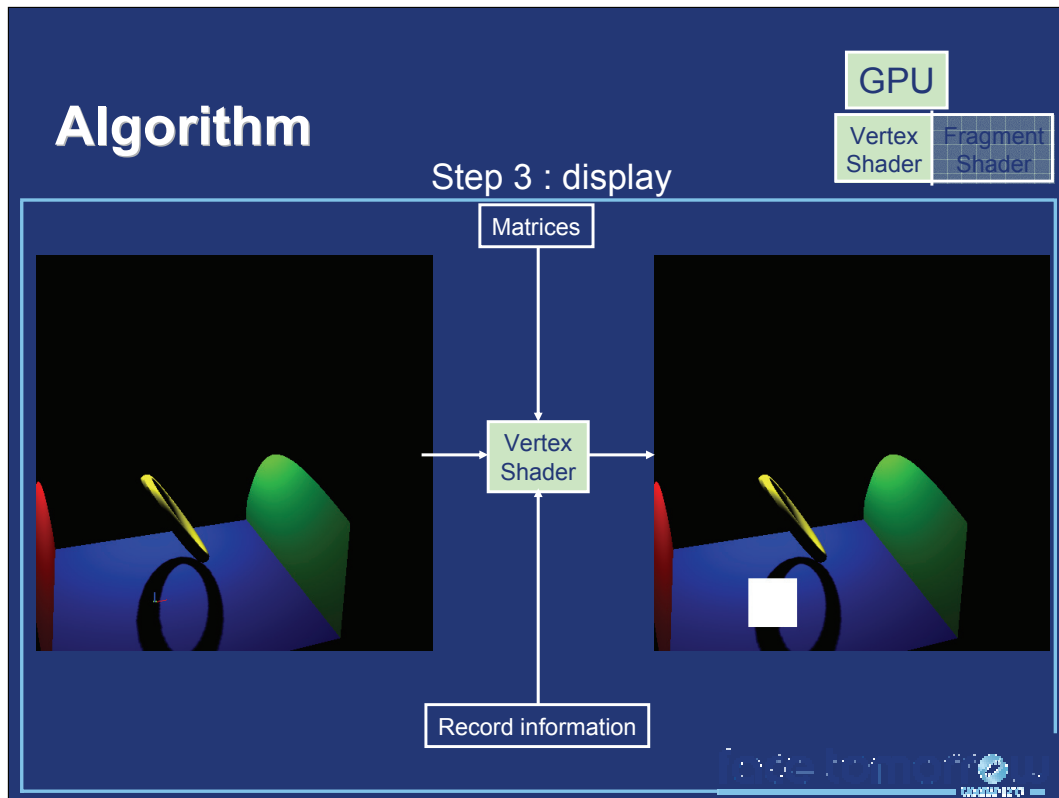 Algorithm
GPU
Vertex
Shader
Fragment
Shader
Step 3 : display
Matrices
Vertex
Shader
Record information